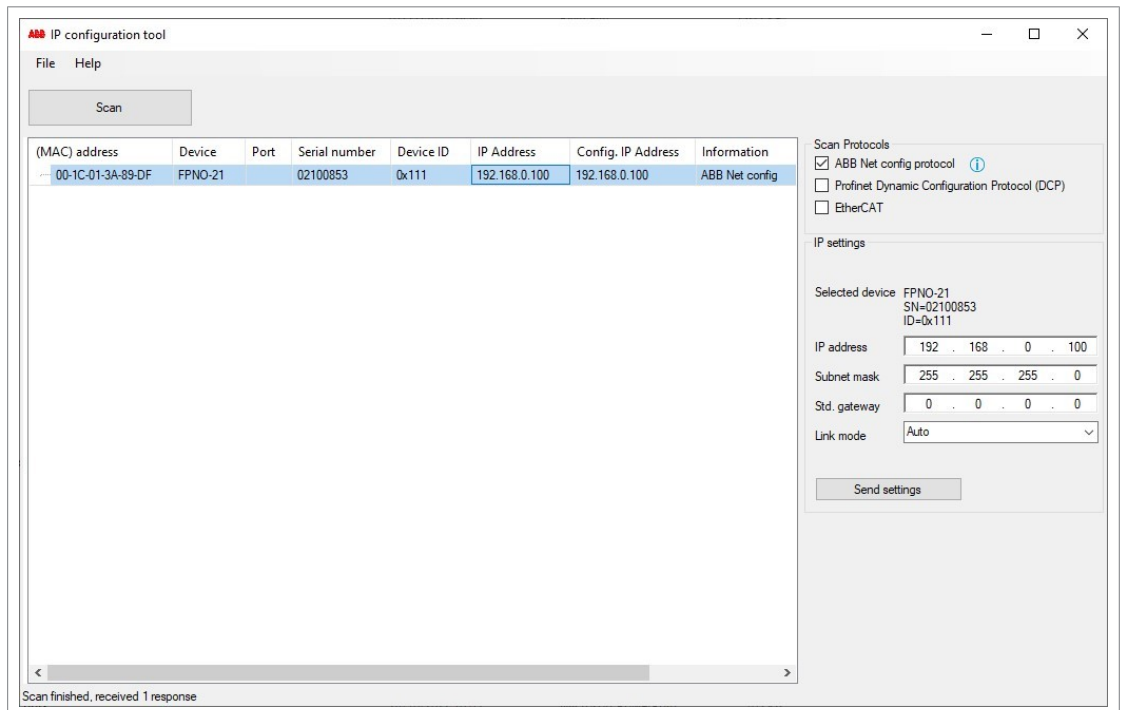 ABB IP configuration tool
File Help
Scan
(MAC) address Device Port Serial number Device ID IP Address Config. IP Address Information
00-1C-01-3A-89-DF FPNO-21 02100853 0x111 192.168.0.100 192.168.0.100 ABB Net config
Scan Protocols
ABB Net config protocol
Profinet Dynamic Configuration Protocol (DCP)
EtherCAT
IP settings
Selected device FPNO-21
SN=02100853
ID=0x111
IP address 192 . 168 . 0 . 100
Subnet mask 255 . 255 . 255 . 0
Std. gateway 0 . 0 . 0 . 0
Link mode Auto
Send settings
Scan finished, received 1 response